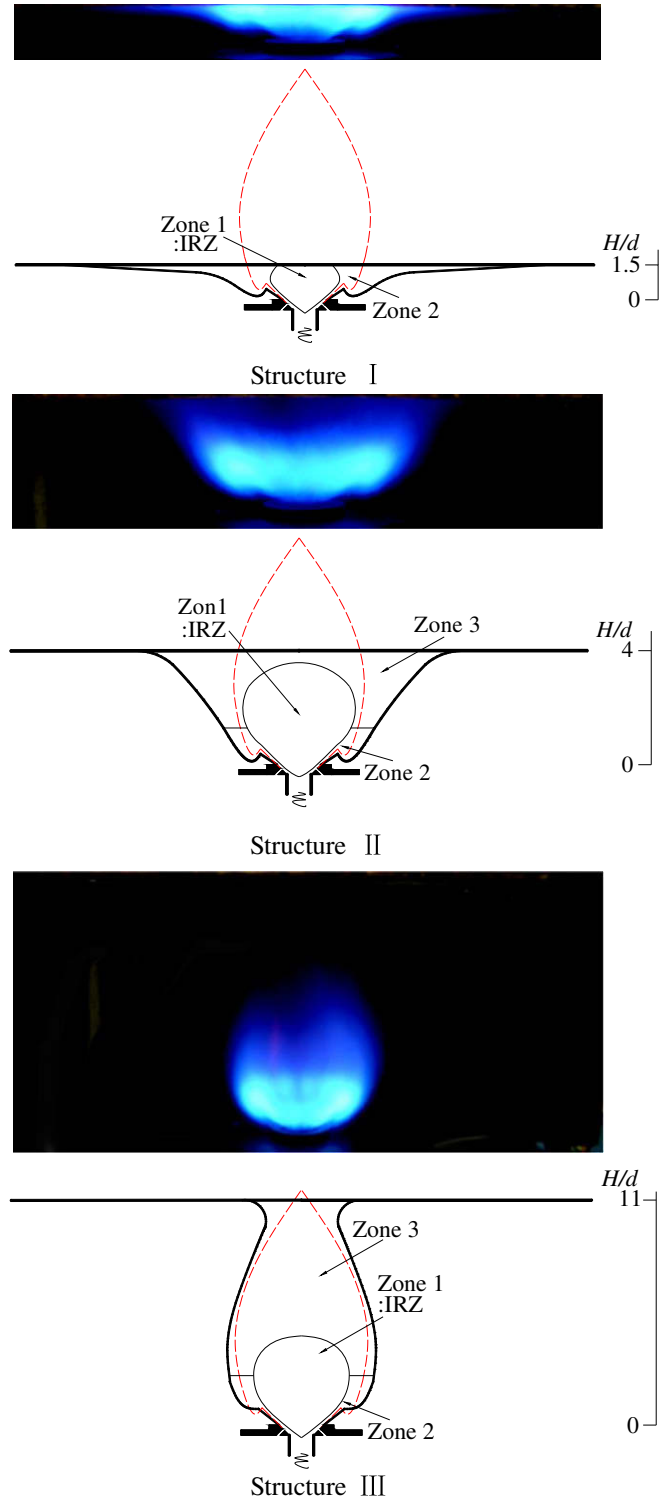 Zone 1
:IRZ
H/d
1.5
0
Zone 2
Structure Ⅰ
Zon1
:IRZ
Zone 3
H/d
4
Zone 2
0
Structure Ⅱ
H/d
11
Zone 3
Zone 1
:IRZ
Zone 2
0
Structure Ⅲ